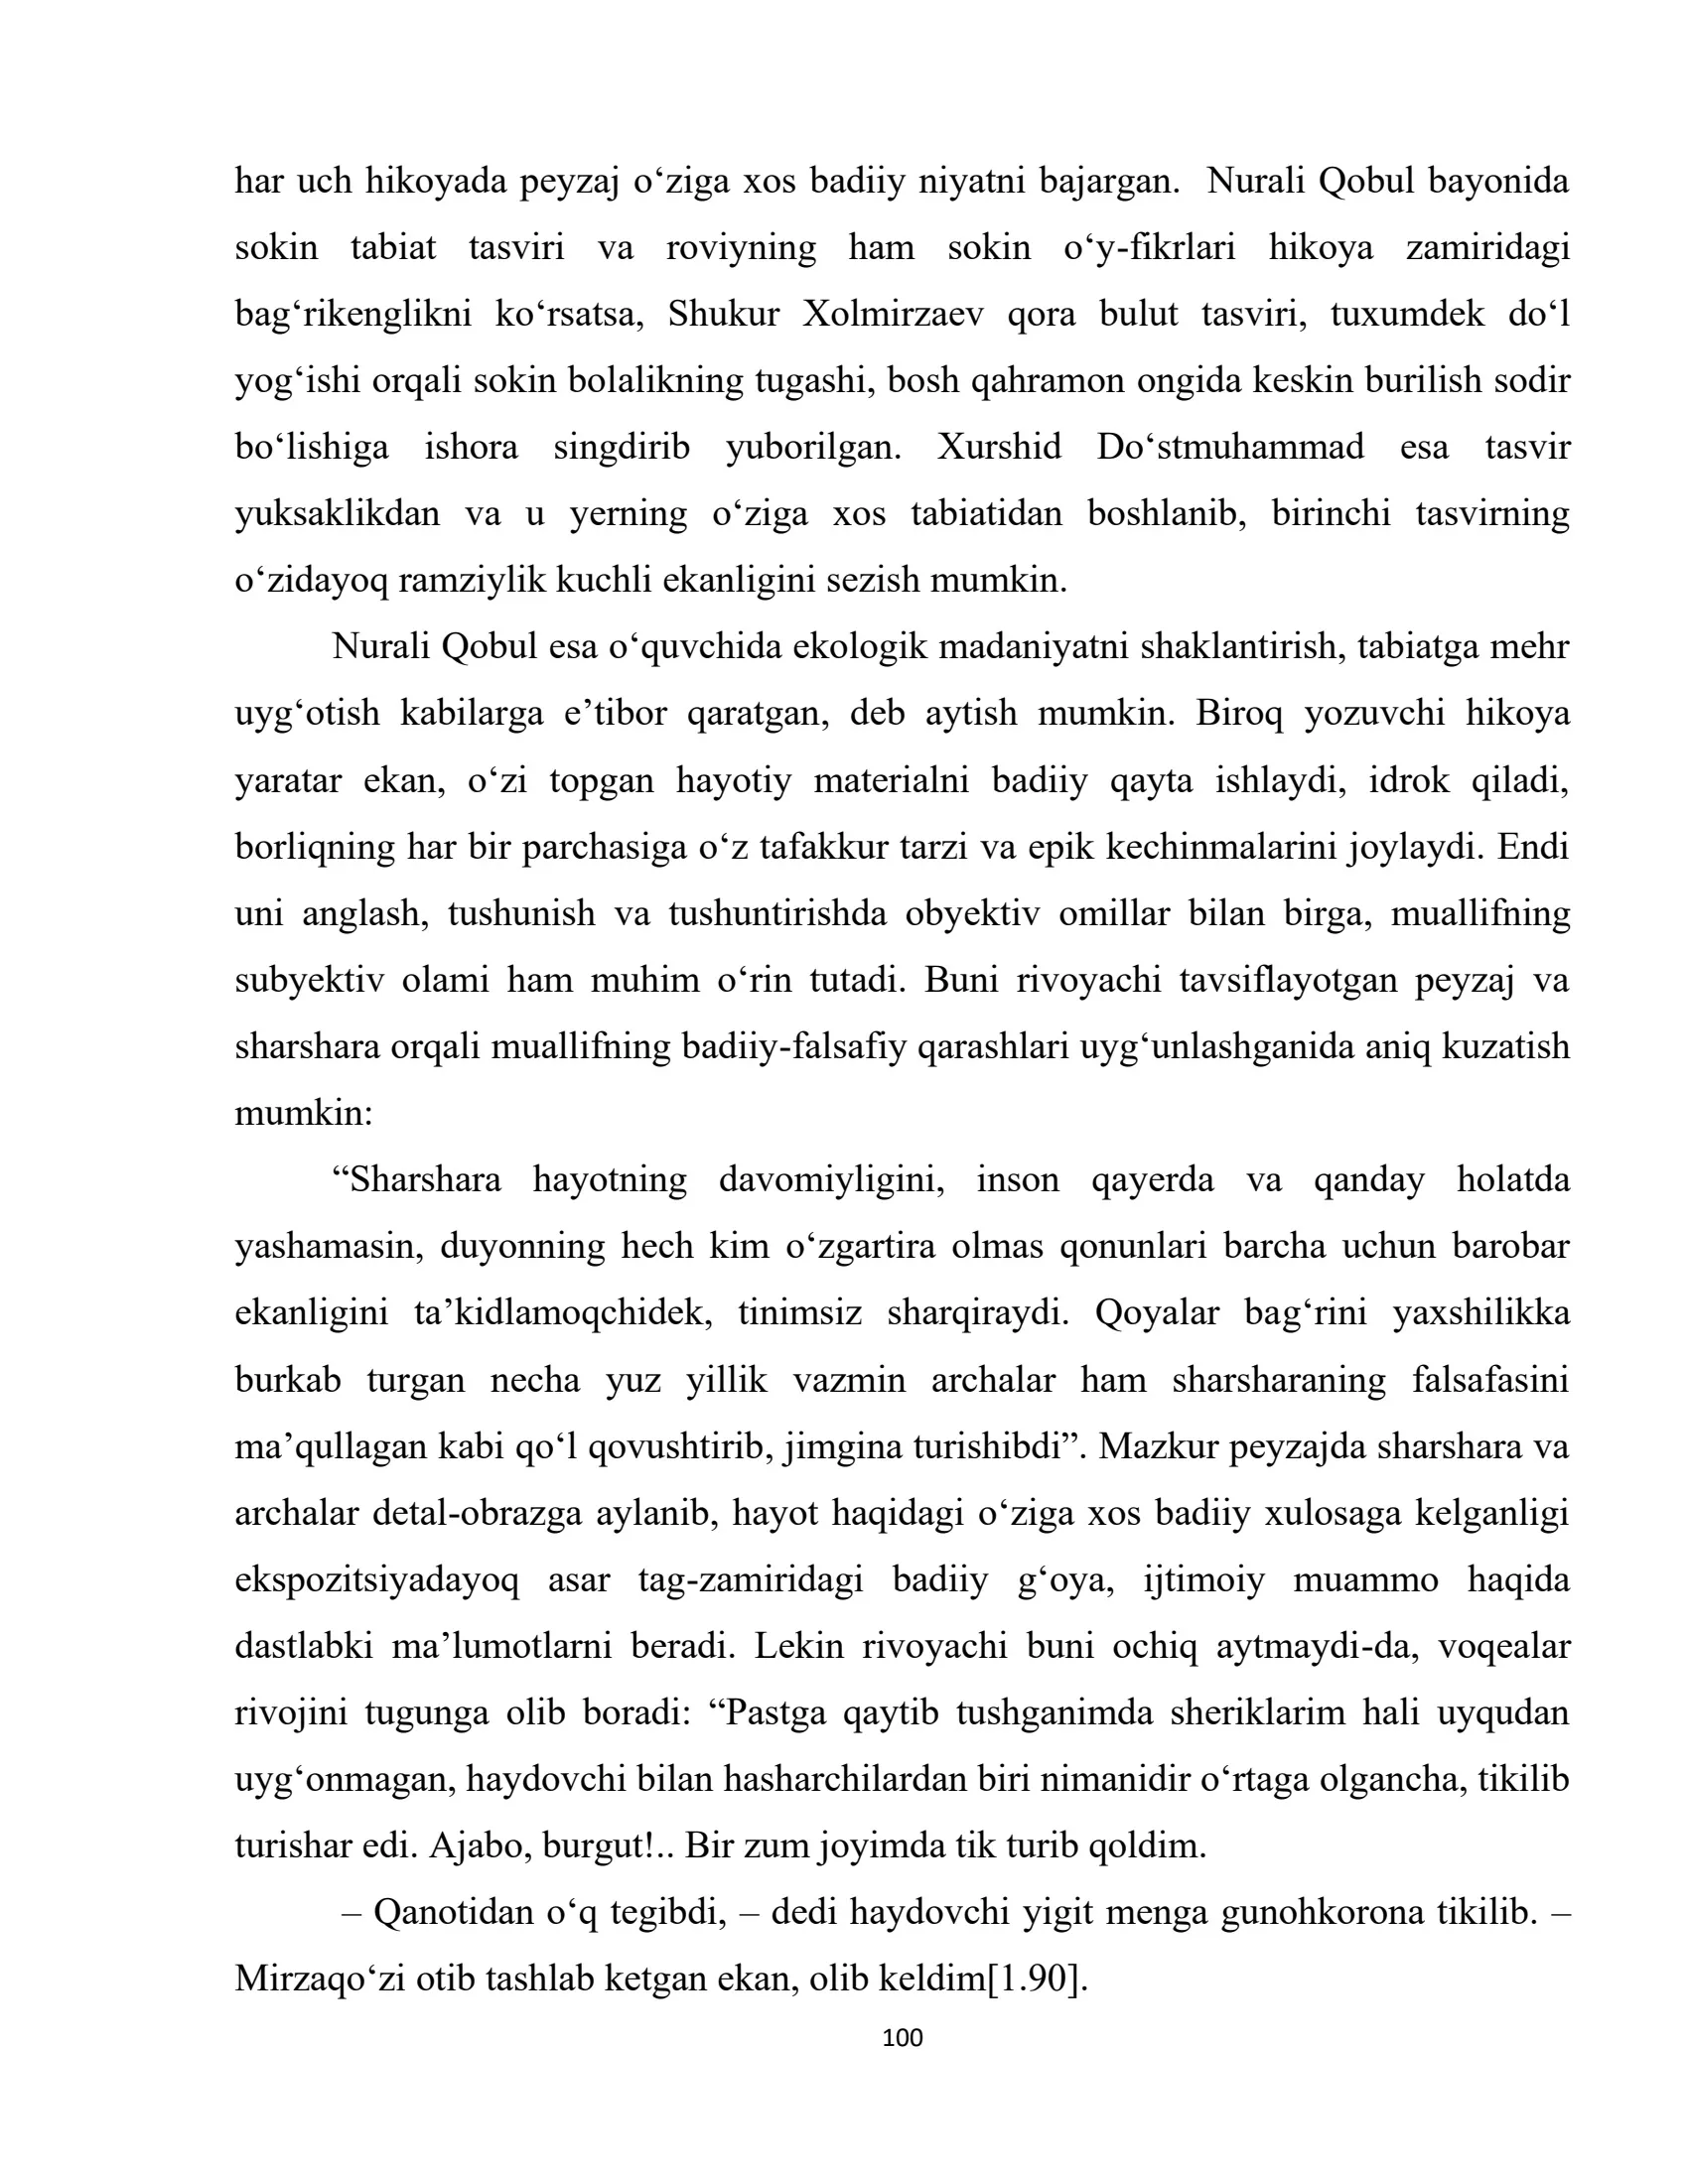 har uch hikoyada peyzaj o‘ziga xos badiiy niyatni bajargan.  Nurali Qobul bayonida
sokin tabiat tasviri va roviyning ham sokin o‘y-fikrlari hikoya zamiridagi
bag‘rikenglikni ko‘rsatsa, Shukur Xolmirzaev qora bulut tasviri, tuxumdek do‘l
yog‘ishi orqali sokin bolalikning tugashi, bosh qahramon ongida keskin burilish sodir
bo‘lishiga ishora singdirib yuborilgan. Xurshid Do‘stmuhammad esa tasvir
yuksaklikdan va u yerning o‘ziga xos tabiatidan boshlanib, birinchi tasvirning
o‘zidayoq ramziylik kuchli ekanligini sezish mumkin.
Nurali Qobul esa o‘quvchida ekologik madaniyatni shaklantirish, tabiatga mehr
uyg‘otish kabilarga e’tibor qaratgan, deb aytish mumkin. Biroq yozuvchi hikoya
yaratar ekan, o‘zi topgan hayotiy materialni badiiy qayta ishlaydi, idrok qiladi,
borliqning har bir parchasiga o‘z tafakkur tarzi va epik kechinmalarini joylaydi. Endi
uni anglash, tushunish va tushuntirishda obyektiv omillar bilan birga, muallifning
subyektiv olami ham muhim o‘rin tutadi. Buni rivoyachi tavsiflayotgan peyzaj va
sharshara orqali muallifning badiiy-falsafiy qarashlari uyg‘unlashganida aniq kuzatish
mumkin:
“Sharshara hayotning davomiyligini, inson qayerda va qanday holatda
yashamasin, duyonning hech kim o‘zgartira olmas qonunlari barcha uchun barobar
ekanligini ta’kidlamoqchidek, tinimsiz sharqiraydi. Qoyalar bag‘rini yaxshilikka
burkab turgan necha yuz yillik vazmin archalar ham sharsharaning falsafasini
ma’qullagan kabi qo‘l qovushtirib, jimgina turishibdi”. Mazkur peyzajda sharshara va
archalar detal-obrazga aylanib, hayot haqidagi o‘ziga xos badiiy xulosaga kelganligi
ekspozitsiyadayoq asar tag-zamiridagi badiiy g‘oya, ijtimoiy muammo haqida
dastlabki ma’lumotlarni beradi. Lekin rivoyachi buni ochiq aytmaydi-da, voqealar
rivojini tugunga olib boradi: “Pastga qaytib tushganimda sheriklarim hali uyqudan
uyg‘onmagan, haydovchi bilan hasharchilardan biri nimanidir o‘rtaga olgancha, tikilib
turishar edi. Ajabo, burgut!.. Bir zum joyimda tik turib qoldim.
– Qanotidan o‘q tegibdi, – dedi haydovchi yigit menga gunohkorona tikilib. –
Mirzaqo‘zi otib tashlab ketgan ekan, olib keldim[1.90].
100